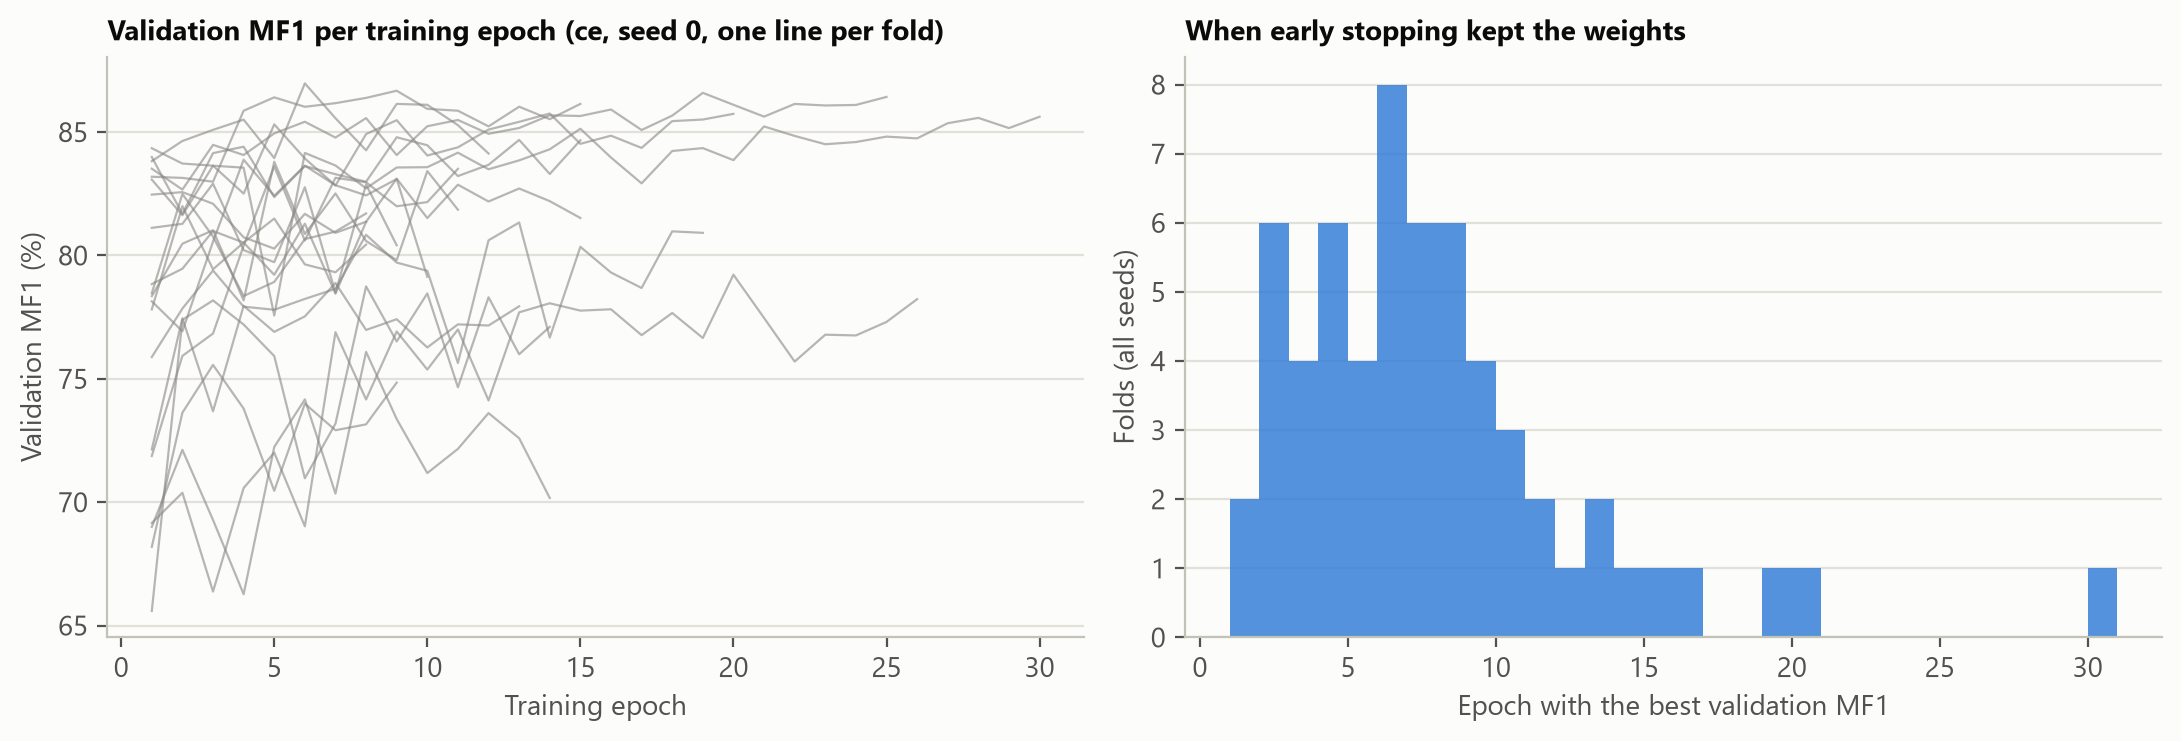 Validation MF1 per training epoch (ce, seed 0, one line per fold)
Validation MF1 (%)
85
80
75
70
65
0 5 10 15 20 25 30
Training epoch
When early stopping kept the weights
Folds (all seeds)
8
7
6
5
4
3
2
1
0
0 5 10 15 20 25 30
Epoch with the best validation MF1